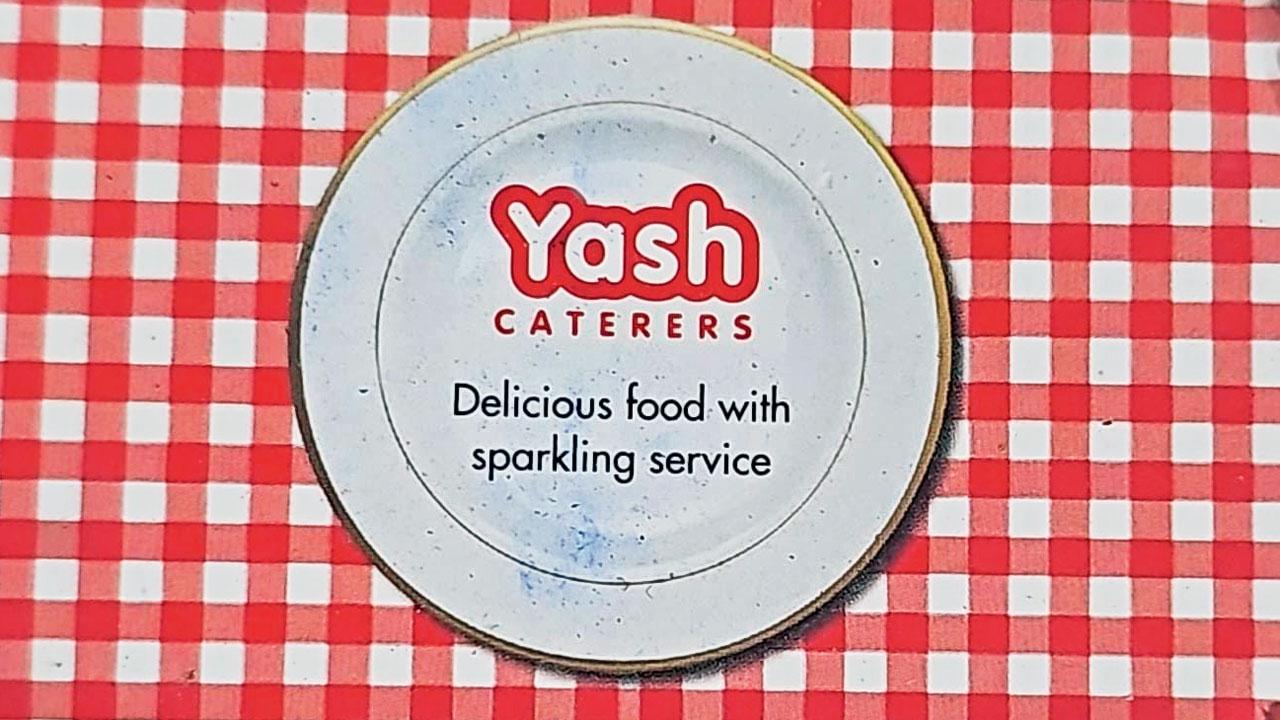 Yash
CATERERS
Delicious food with
sparkling service